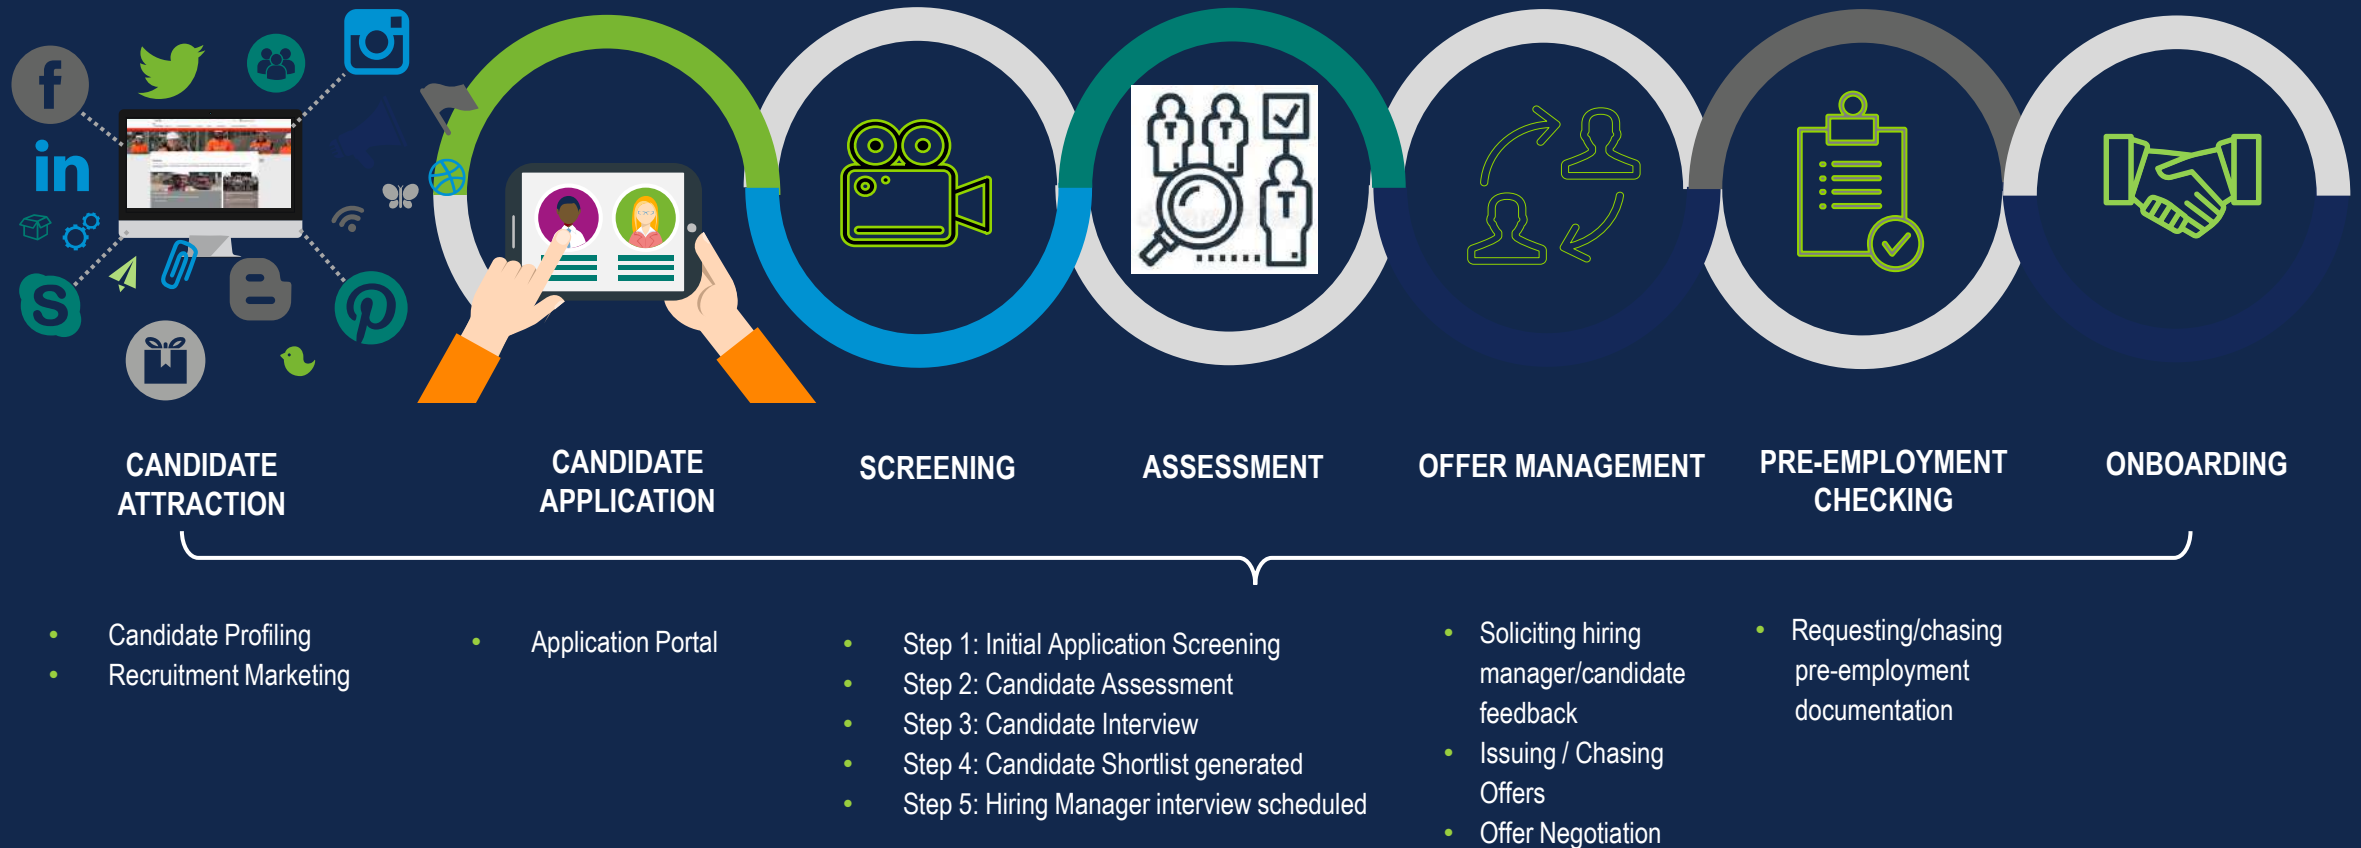 CANDIDATE
ATTRACTION
CANDIDATE
APPLICATION
SCREENING
ASSESSMENT
OFFER MANAGEMENT
PRE-EMPLOYMENT
CHECKING
ONBOARDING
• Candidate Profiling
• Recruitment Marketing
• Application Portal
• Step 1: Initial Application Screening
• Step 2: Candidate Assessment
• Step 3: Candidate Interview
• Step 4: Candidate Shortlist generated
• Step 5: Hiring Manager interview scheduled
• Soliciting hiring
manager/candidate
feedback
• Issuing / Chasing
Offers
• Offer Negotiation
• Requesting/chasing
pre-employment
documentation